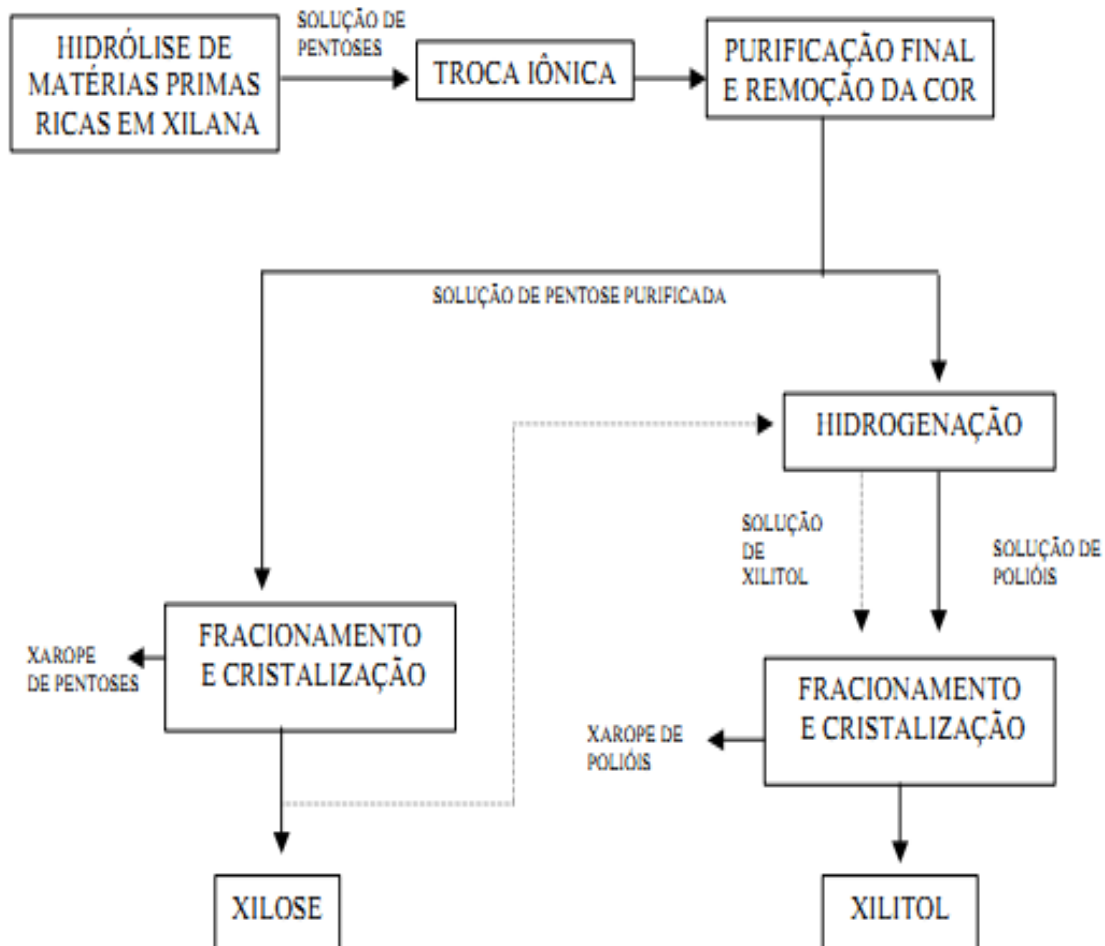 HIDRÓLISE DE
MATÉRIAS PRIMAS
RICAS EM XILANA
SOLUÇÃO DE
PENTOSES
TROCA IÔNICA
PURIFICAÇÃO FINAL
E REMOÇÃO DA COR
SOLUÇÃO DE PENTOSE PURIFICADA
HIDROGENAÇÃO
SOLUÇÃO
DE
XILITOL
SOLUÇÃO DE
POLIÓIS
FRACIONAMENTO
E CRISTALIZAÇÃO
XAROPE
DE PENTOSES
FRACIONAMENTO
E CRISTALIZAÇÃO
XAROPE DE
POLIÓIS
XILOSE
XILITOL